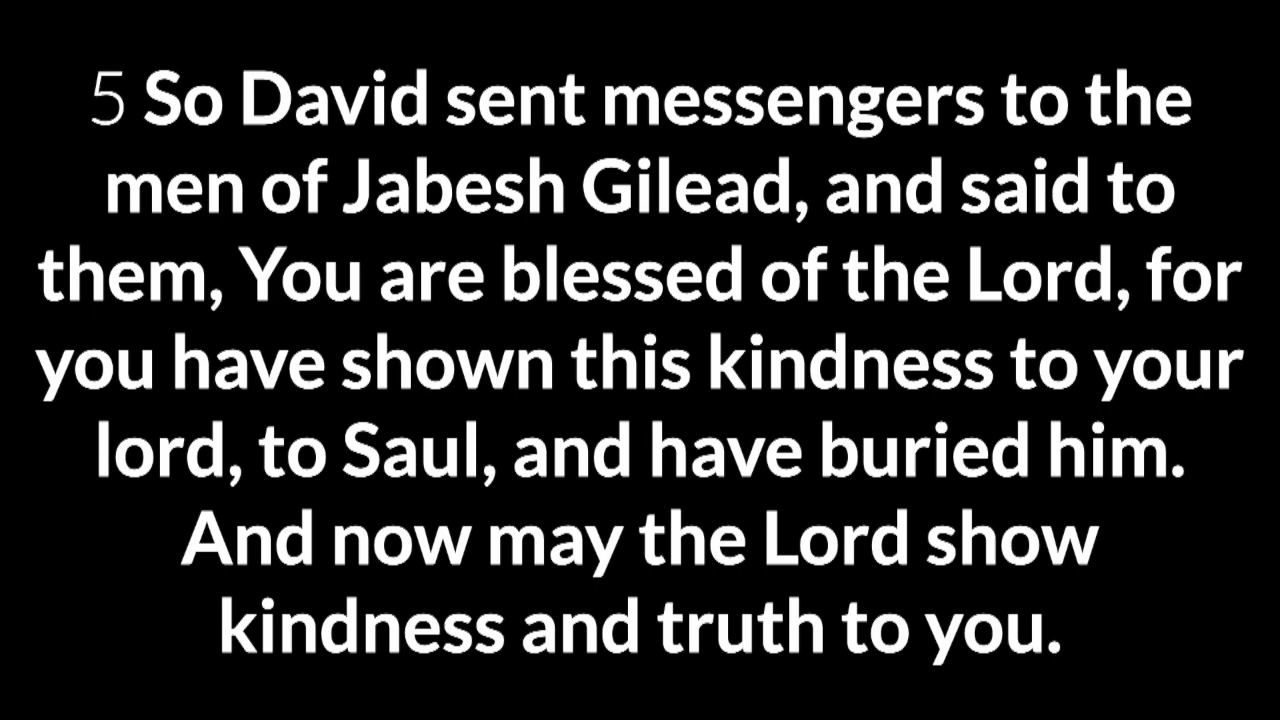 5 So David sent messengers to the
men of Jabesh Gilead, and said to
them, You are blessed of the Lord, for
you have shown this kindness to your
lord, to Saul, and have buried him.
And now may the Lord show
kindness and truth to you.